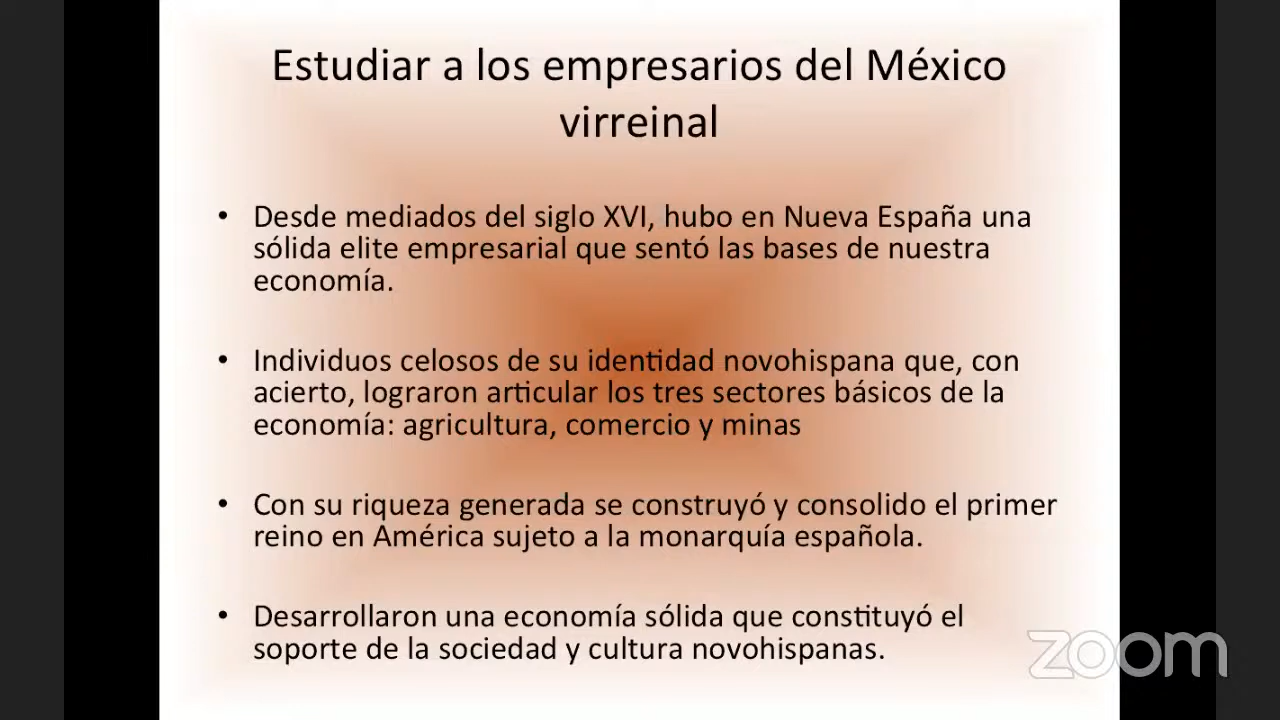 Estudiar a los empresarios del México
virreinal
• Desde mediados del siglo XVI, hubo en Nueva España una
sólida elite empresarial que sentó las bases de nuestra
economía.
• Individuos celosos de su identidad novohispana que, con
acierto, lograron articular los tres sectores básicos de la
economía: agricultura, comercio y minas
• Con su riqueza generada se construyó y consolido el primer
reino en América sujeto a la monarquía española.
• Desarrollaron una economía sólida que constituyó el
soporte de la sociedad y cultura novohispanas.
zoom